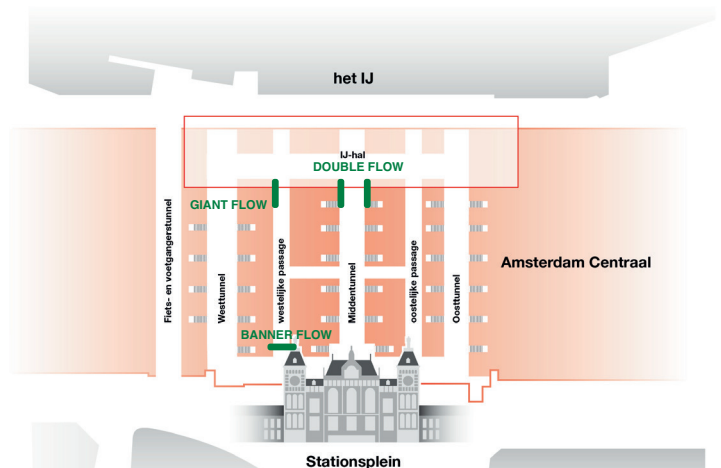 het IJ
IJ-hal
DOUBLE FLOW
GIANT FLOW
Fiets- en voetgangerstunnel
Westtunnel
westelijke passage
Middentunnel
oostelijke passage
Oosttunnel
Amsterdam Centraal
BANNER FLOW
Stationsplein